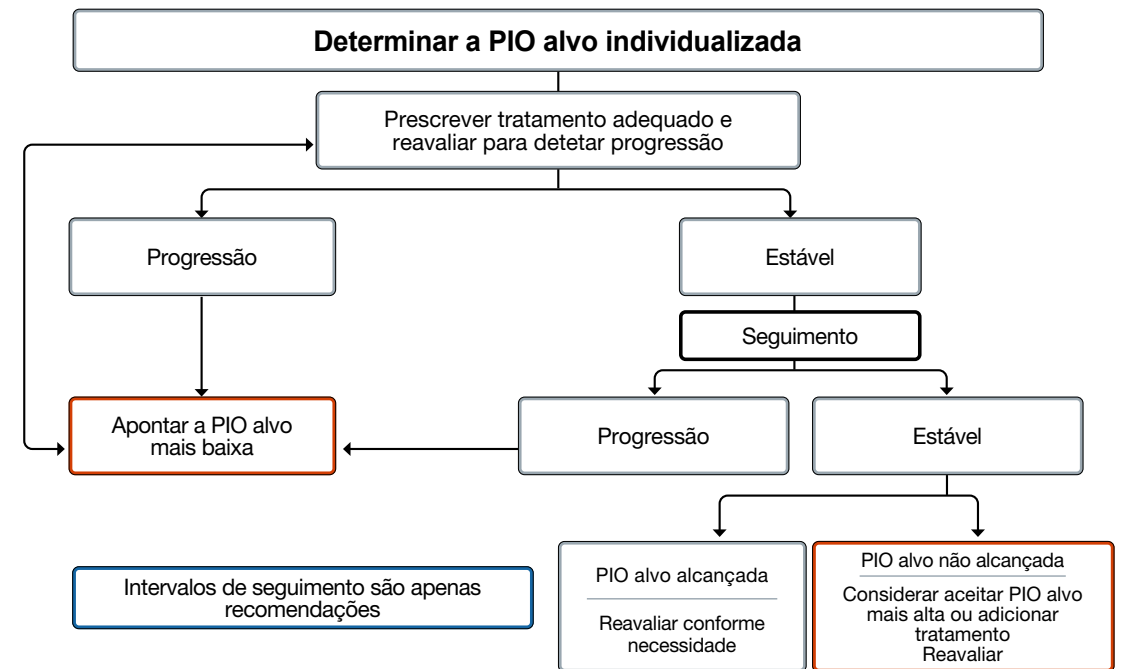 Determinar a PIO alvo individualizada
Prescrever tratamento adequado e
reavaliar para detetar progressão
Progressão
Estável
Seguimento
Apontar a PIO alvo
mais baixa
Progressão
Estável
Intervalos de seguimento são apenas
recomendações
PIO alvo alcançada
Reavaliar conforme
necessidade
PIO alvo não alcançada
Considerar aceitar PIO alvo
mais alta ou adicionar
tratamento
Reavaliar